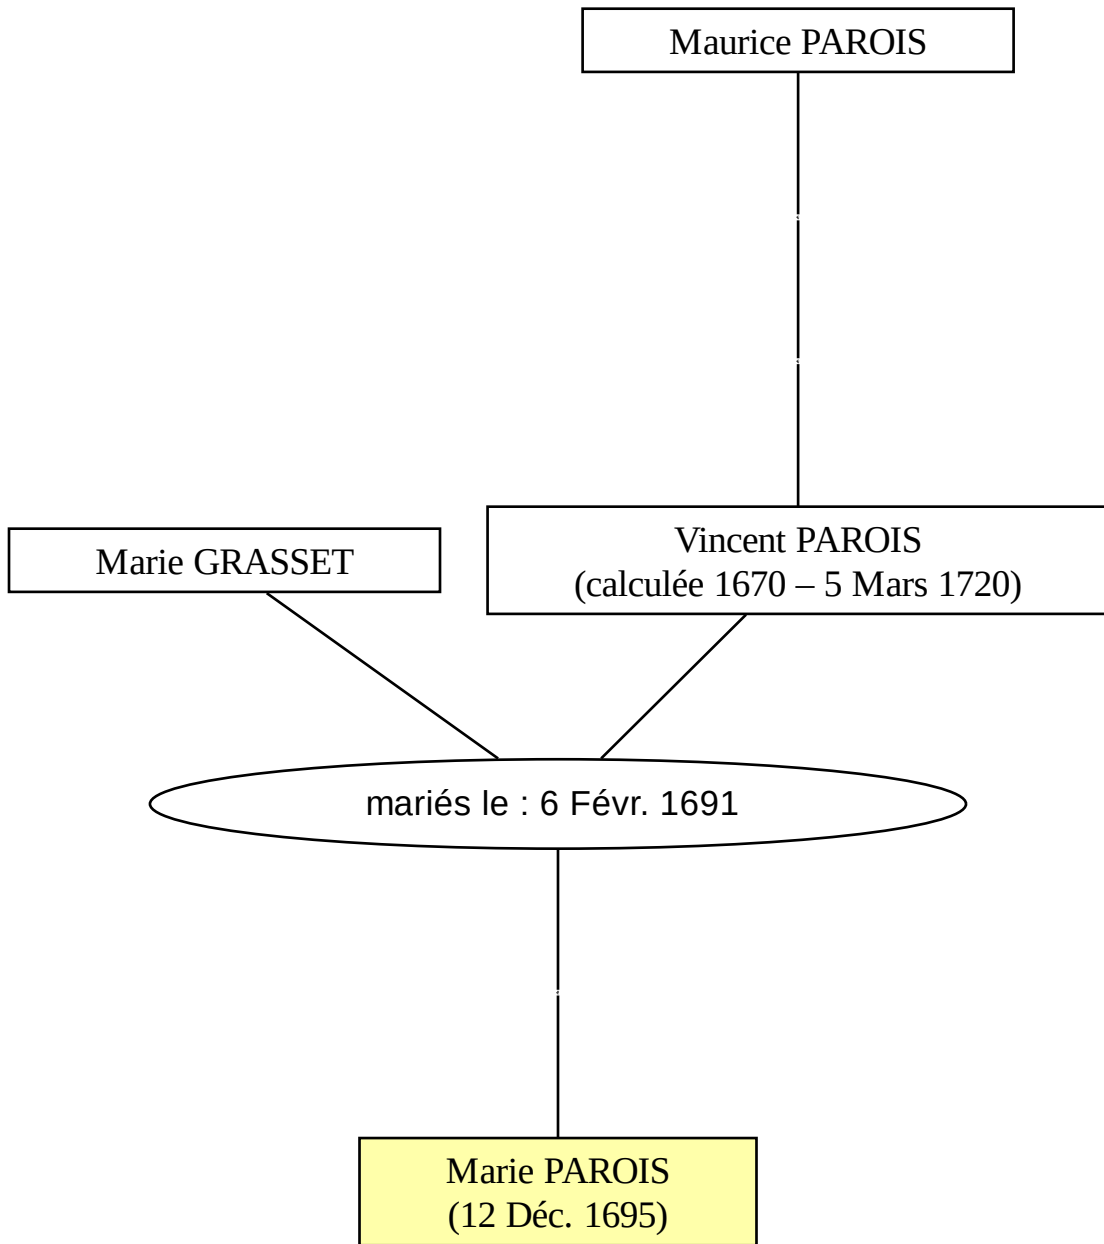 Maurice PAROIS
Marie GRASSET
Vincent PAROIS
(calculée 1670 – 5 Mars 1720)
mariés le : 6 Févr. 1691
Marie PAROIS
(12 Déc. 1695)